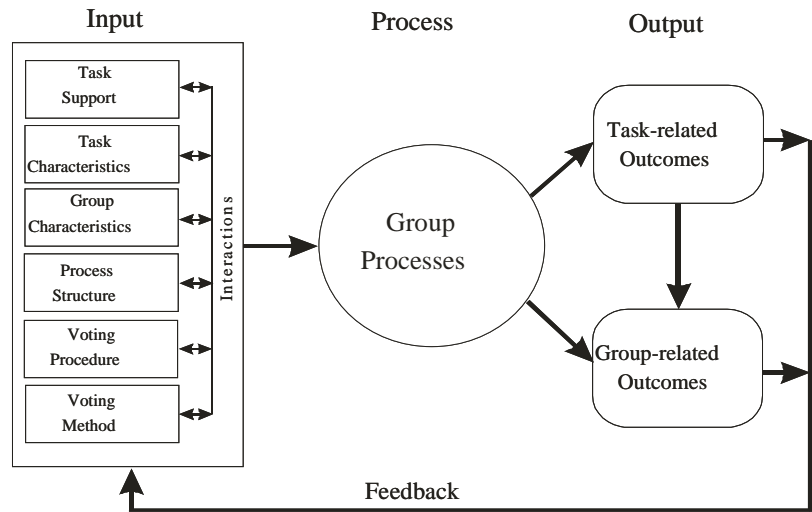 Input
Process
Output
Task
Support
Task
Characteristics
Group
Characteristics
Process
Structure
Voting
Procedure
Voting
Method
Interactions
Group
Processes
Task-related
Outcomes
Group-related
Outcomes
Feedback